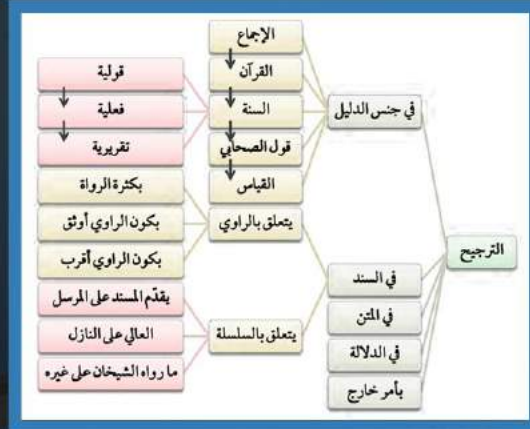 الترجيح
في جنس الدليل
الإجماع
القرآن
السنة
قول الصحابي
القياس
قولية
فعلية
تقريرية
في السند
يتعلق بالراوي
بكثرة الرواة
بكون الراوي أوثق
بكون الراوي أقرب
يتعلق بالسلسلة
يقدّم المسند على المرسل
العالي على النازل
ما رواه الشيخان على غيره
في المتن
في الدلالة
بأمر خارج